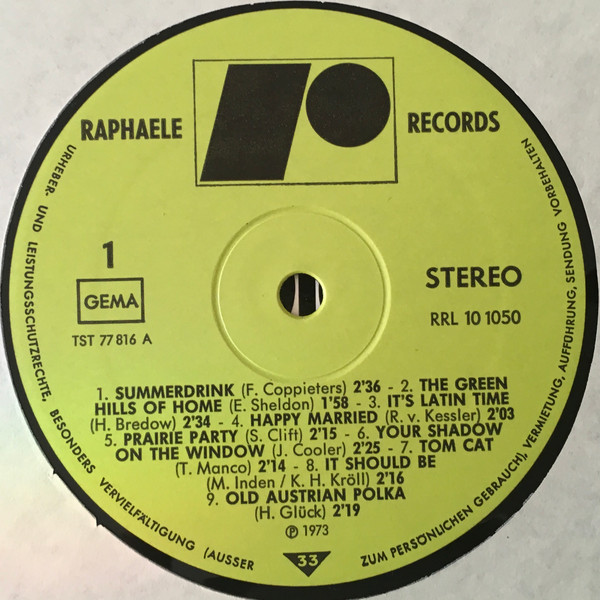 RAPHAELE RECORDS
1
GEMA
TST 77 816 A
STEREO
RRL 10 1050
1. SUMMERDRINK (F. Coppieters) 2'36 - 2. THE GREEN
HILLS OF HOME (E. Sheldon) 1'58 - 3. IT'S LATIN TIME
(H. Bredow) 2'34 - 4. HAPPY MARRIED (R. v. Kessler) 2'03
5. PRAIRIE PARTY (S. Clift) 2'15 - 6. YOUR SHADOW
ON THE WINDOW (J. Cooler) 2'25 - 7. TOM CAT
(T. Manco) 2'14 - 8. IT SHOULD BE
(M. Inden / K. H. Kröll) 2'16
9. OLD AUSTRIAN POLKA
(H. Glück) 2'19
℗ 1973
33
URHEBER- UND LEISTUNGSSCHUTZRECHTE, BESONDERS VERVIELFÄLTIGUNG (AUSSER ZUM PERSÖNLICHEN GEBRAUCH), VERMIETUNG, AUFFÜHRUNG, SENDUNG VORBEHALTEN